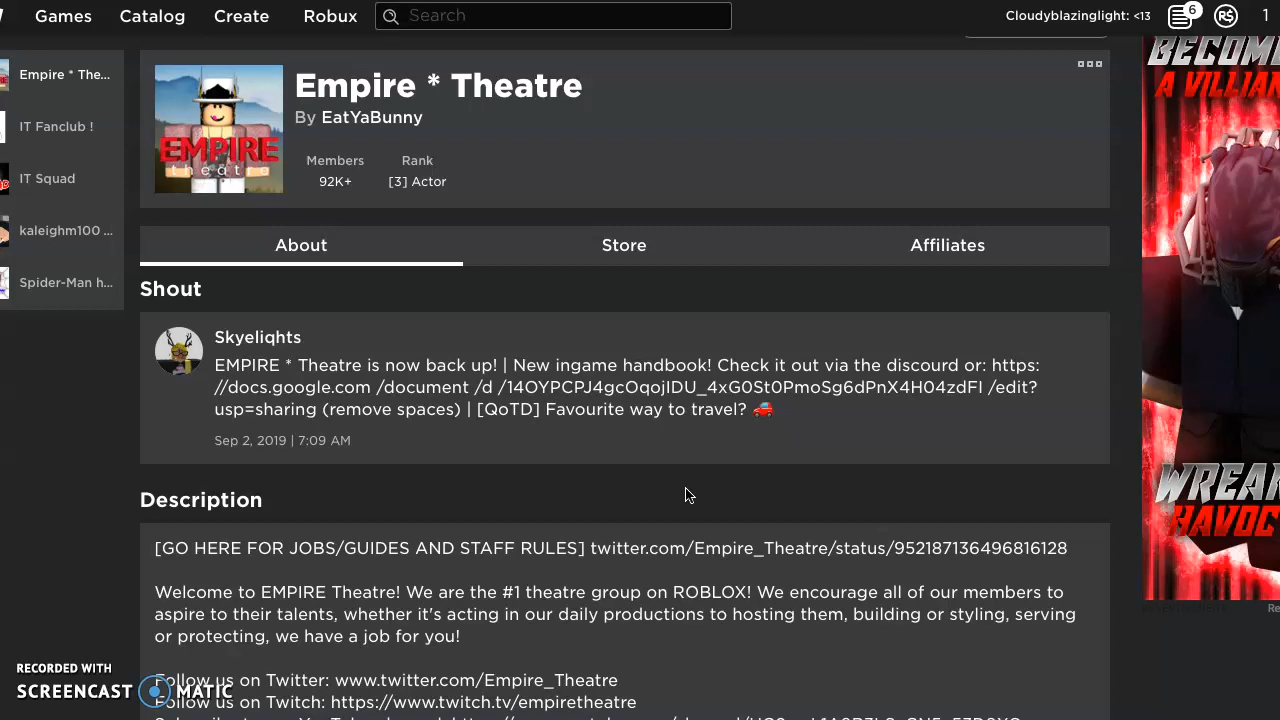 Games Catalog Create Robux Search Cloudyblazinglight: <13 6 R$ 1
Empire * The...
IT Fanclub !
IT Squad
kaleighm100 ...
Spider-Man h...
EMPIRE
theatre
Empire * Theatre
By EatYaBunny
Members Rank
92K+ [3] Actor
About Store Affiliates
Shout
Skyeliqhts
EMPIRE * Theatre is now back up! | New ingame handbook! Check it out via the discourd or: https:
//docs.google.com /document /d /14OYPCPJ4gcOqojIDU_4xG0St0PmoSg6dPnX4H04zdFI /edit?
usp=sharing (remove spaces) | [QoTD] Favourite way to travel? 🚗
Sep 2, 2019 | 7:09 AM
Description
[GO HERE FOR JOBS/GUIDES AND STAFF RULES] twitter.com/Empire_Theatre/status/952187136496816128
Welcome to EMPIRE Theatre! We are the #1 theatre group on ROBLOX! We encourage all of our members to
aspire to their talents, whether it's acting in our daily productions to hosting them, building or styling, serving
or protecting, we have a job for you!
Follow us on Twitter: www.twitter.com/Empire_Theatre
Follow us on Twitch: https://www.twitch.tv/empiretheatre
BECOME
A VILLIAN
WREAK
HAVOC
RECORDED WITH
SCREENCAST MATIC